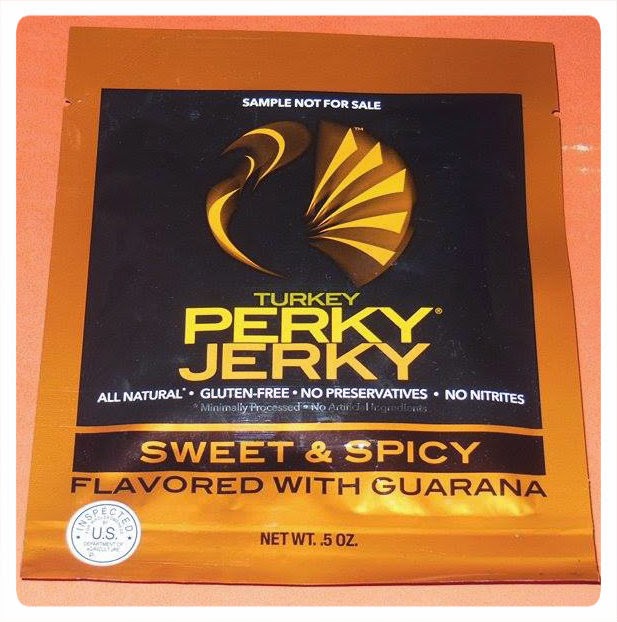 SAMPLE NOT FOR SALE
™
TURKEY
PERKY®
JERKY
ALL NATURAL* • GLUTEN-FREE • NO PRESERVATIVES • NO NITRITES
* Minimally Processed • No Artificial Ingredients
SWEET & SPICY
FLAVORED WITH GUARANA
INSPECTED
U.S.
DEPARTMENT OF
AGRICULTURE
P
NET WT. .5 OZ.